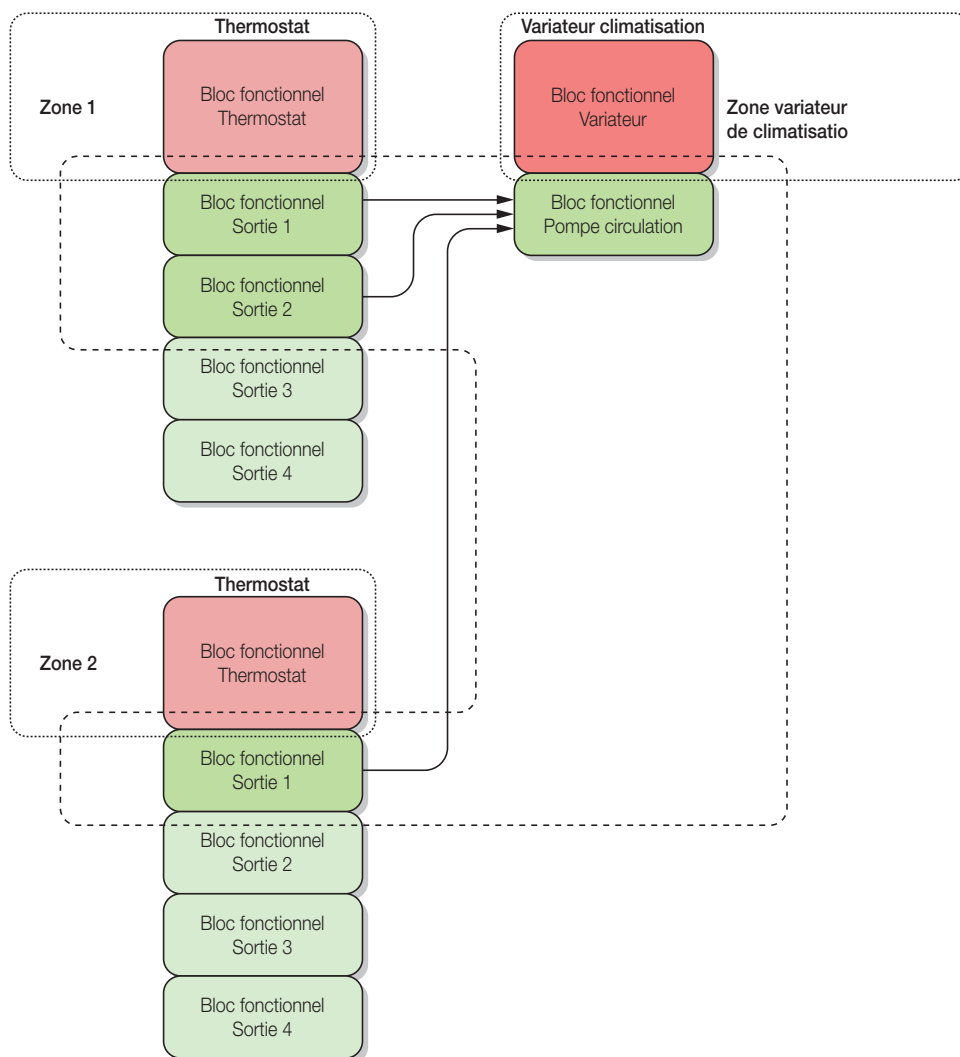 Thermostat
Zone 1
Bloc fonctionnel
Thermostat
Bloc fonctionnel
Sortie 1
Bloc fonctionnel
Sortie 2
Bloc fonctionnel
Sortie 3
Bloc fonctionnel
Sortie 4
Variateur climatisation
Bloc fonctionnel
Variateur
Zone variateur
de climatisatio
Bloc fonctionnel
Pompe circulation
Thermostat
Zone 2
Bloc fonctionnel
Thermostat
Bloc fonctionnel
Sortie 1
Bloc fonctionnel
Sortie 2
Bloc fonctionnel
Sortie 3
Bloc fonctionnel
Sortie 4